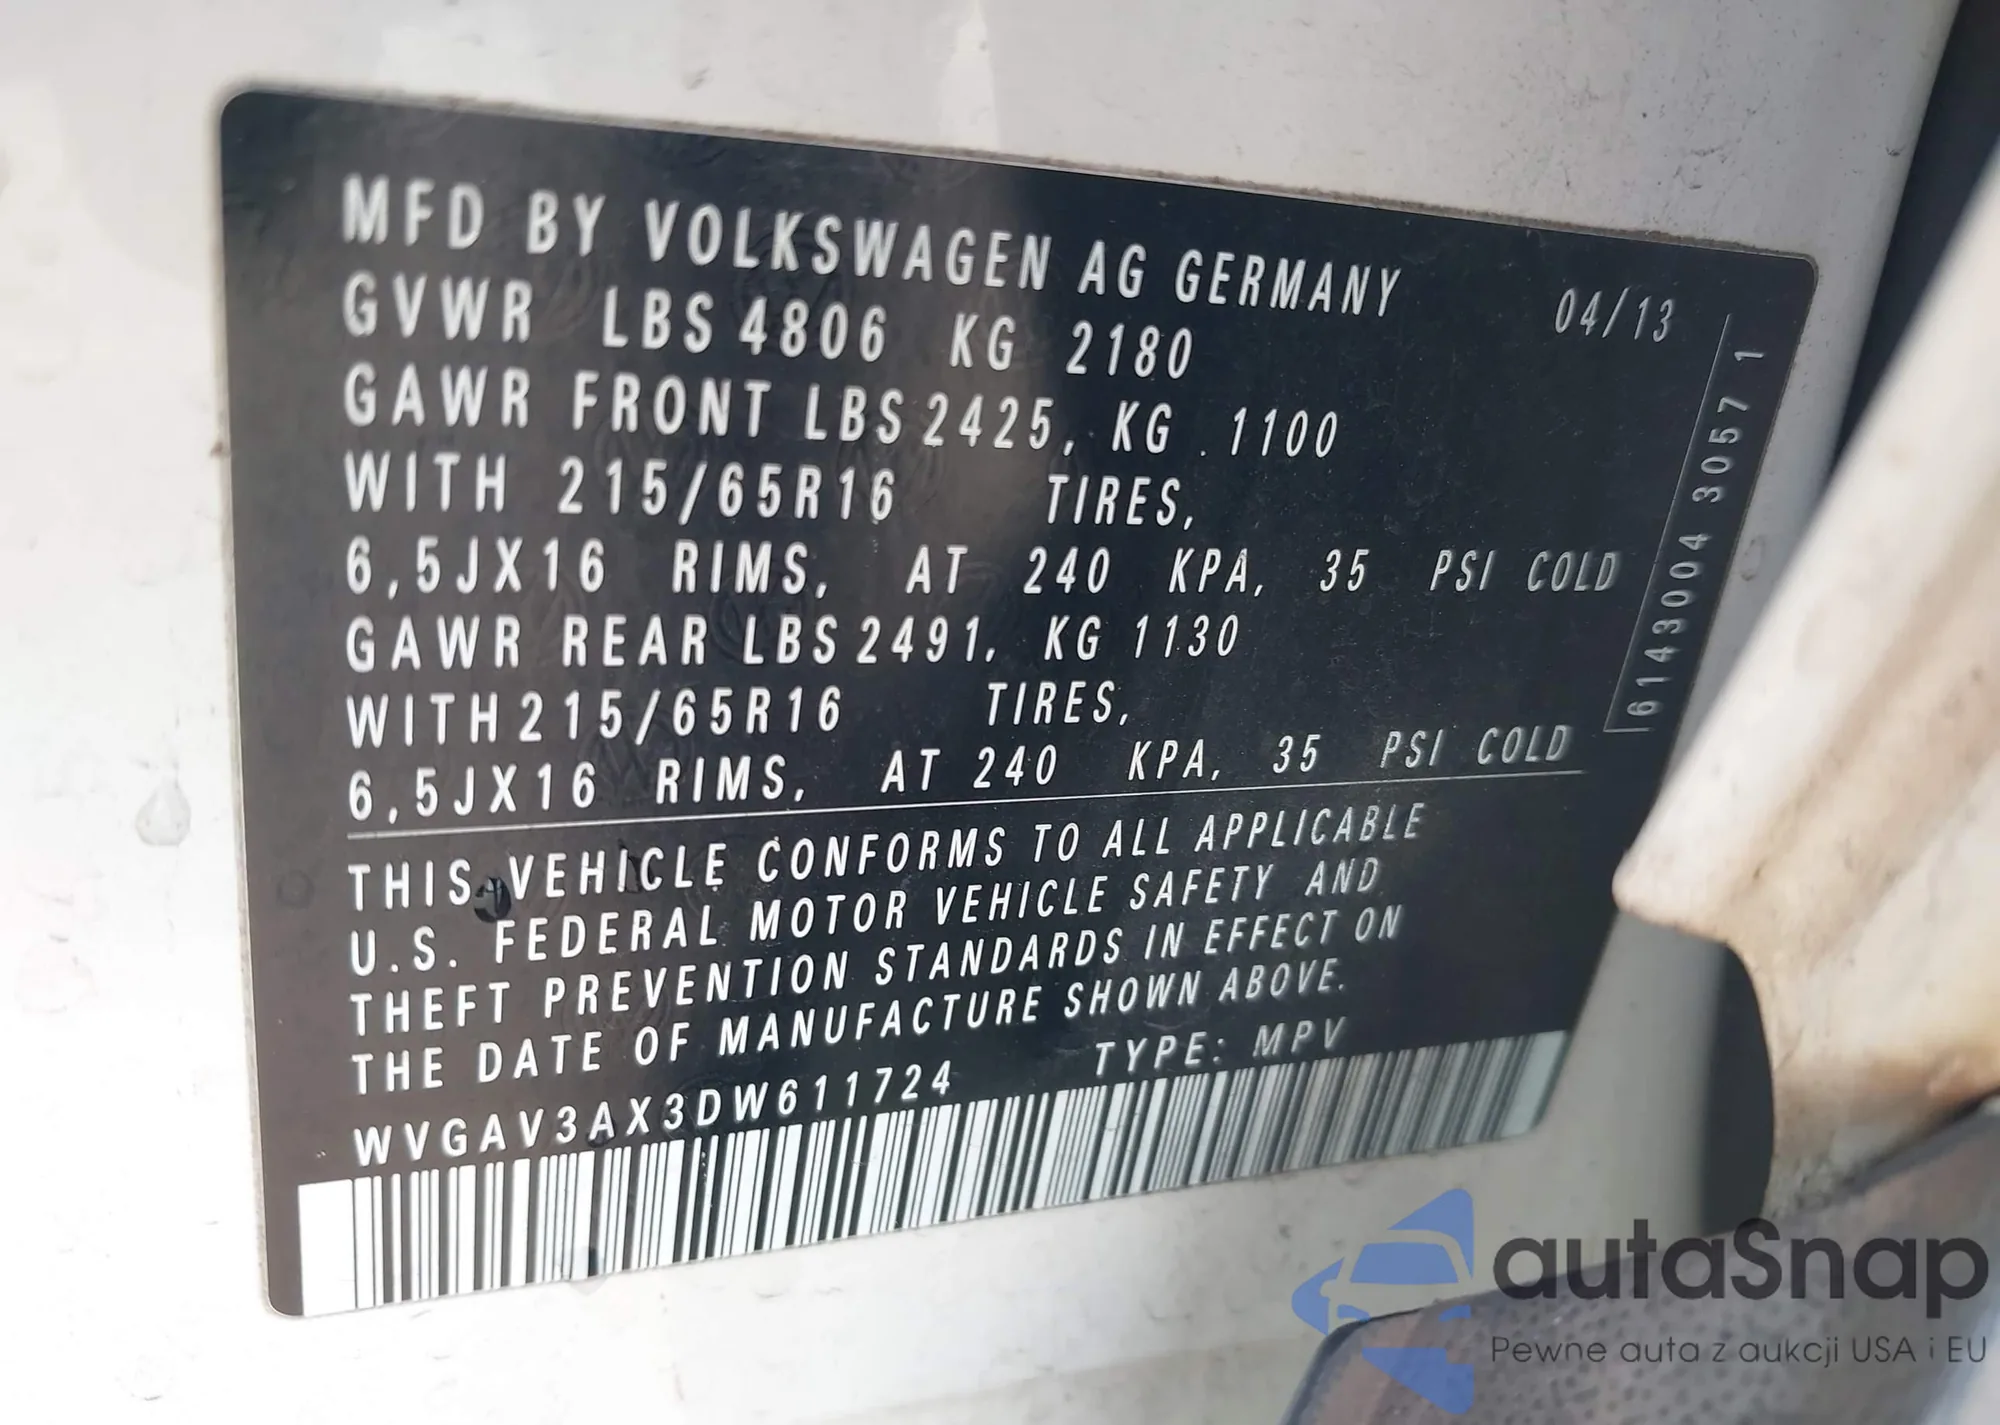 MFD BY VOLKSWAGEN AG GERMANY 04/13
GVWR LBS 4806 KG 2180
GAWR FRONT LBS 2425, KG . 1100
WITH 215/65R16 TIRES,
6,5JX16 RIMS, AT 240 KPA, 35 PSI COLD
GAWR REAR LBS 2491, KG 1130
WITH 215/65R16 TIRES,
6,5JX16 RIMS, AT 240 KPA, 35 PSI COLD
6143004 3057 1
THIS VEHICLE CONFORMS TO ALL APPLICABLE
U.S. FEDERAL MOTOR VEHICLE SAFETY AND
THEFT PREVENTION STANDARDS IN EFFECT ON
THE DATE OF MANUFACTURE SHOWN ABOVE.
WVGAV3AX3DW611724 TYPE: MPV
autaSnap
Pewne auta z aukcji USA i EU